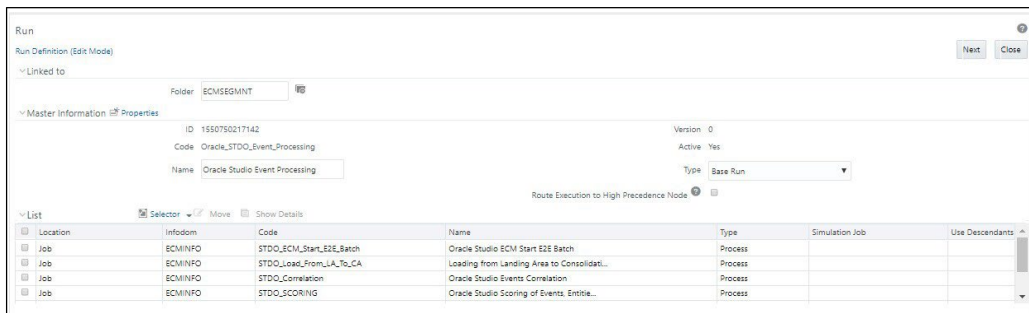 Run
Run Definition (Edit Mode)
Next Close
Linked to
Folder ECMSEGMNT
Master Information Properties
ID 1550750217142 Version 0
Code Oracle_STDO_Event_Processing Active Yes
Name Oracle Studio Event Processing Type Base Run
Route Execution to High Precedence Node ?
List Selector Move Show Details
Location Infodom Code Name Type Simulation Job Use Descendants
Job ECMINFO STDO_ECM_Start_E2E_Batch Oracle Studio ECM Start E2E Batch Process
Job ECMINFO STDO_Load_From_LA_To_CA Loading from Landing Area to Consolidati... Process
Job ECMINFO STDO_Correlation Oracle Studio Events Correlation Process
Job ECMINFO STDO_SCORING Oracle Studio Scoring of Events, Entitie... Process